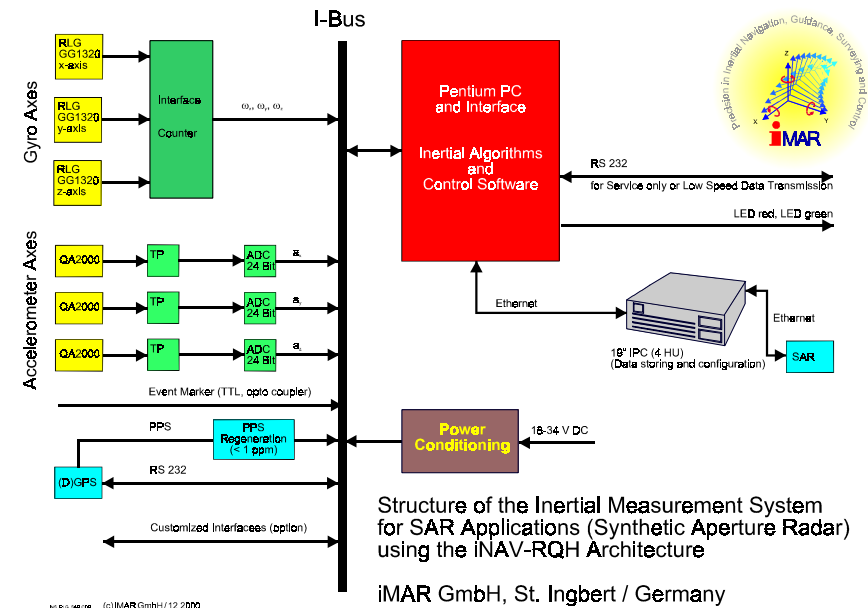 I-Bus
Gyro Axes
RLG
GG1320
x-axis
RLG
GG1320
y-axis
RLG
GG1320
z-axis
Interface
Counter
Pentium PC
and Interface
Inertial Algorithms
and
Control Software
Precision in Inertial Navigation, Guidance, Surveying and Control
z
x
Y
iMAR
RS 232
for Service only or Low Speed Data Transmission
LED red, LED green
Accelerometer Axes
QA2000
TP
ADC
24 Bit
QA2000
TP
ADC
24 Bit
QA2000
TP
ADC
24 Bit
Ethernet
Ethernet
19" IPC (4 HU)
(Data storing and configuration)
SAR
Event Marker (TTL, opto coupler)
PPS
PPS
Regeneration
(< 1 ppm)
Power
Conditioning
18-34 V DC
(D)GPS
RS 232
Customized Interfaces (option)
Structure of the Inertial Measurement System
for SAR Applications (Synthetic Aperture Radar)
using the iNAV-RQH Architecture
iMAR GmbH, St. Ingbert / Germany
(c) IMAR GmbH / 12 2000